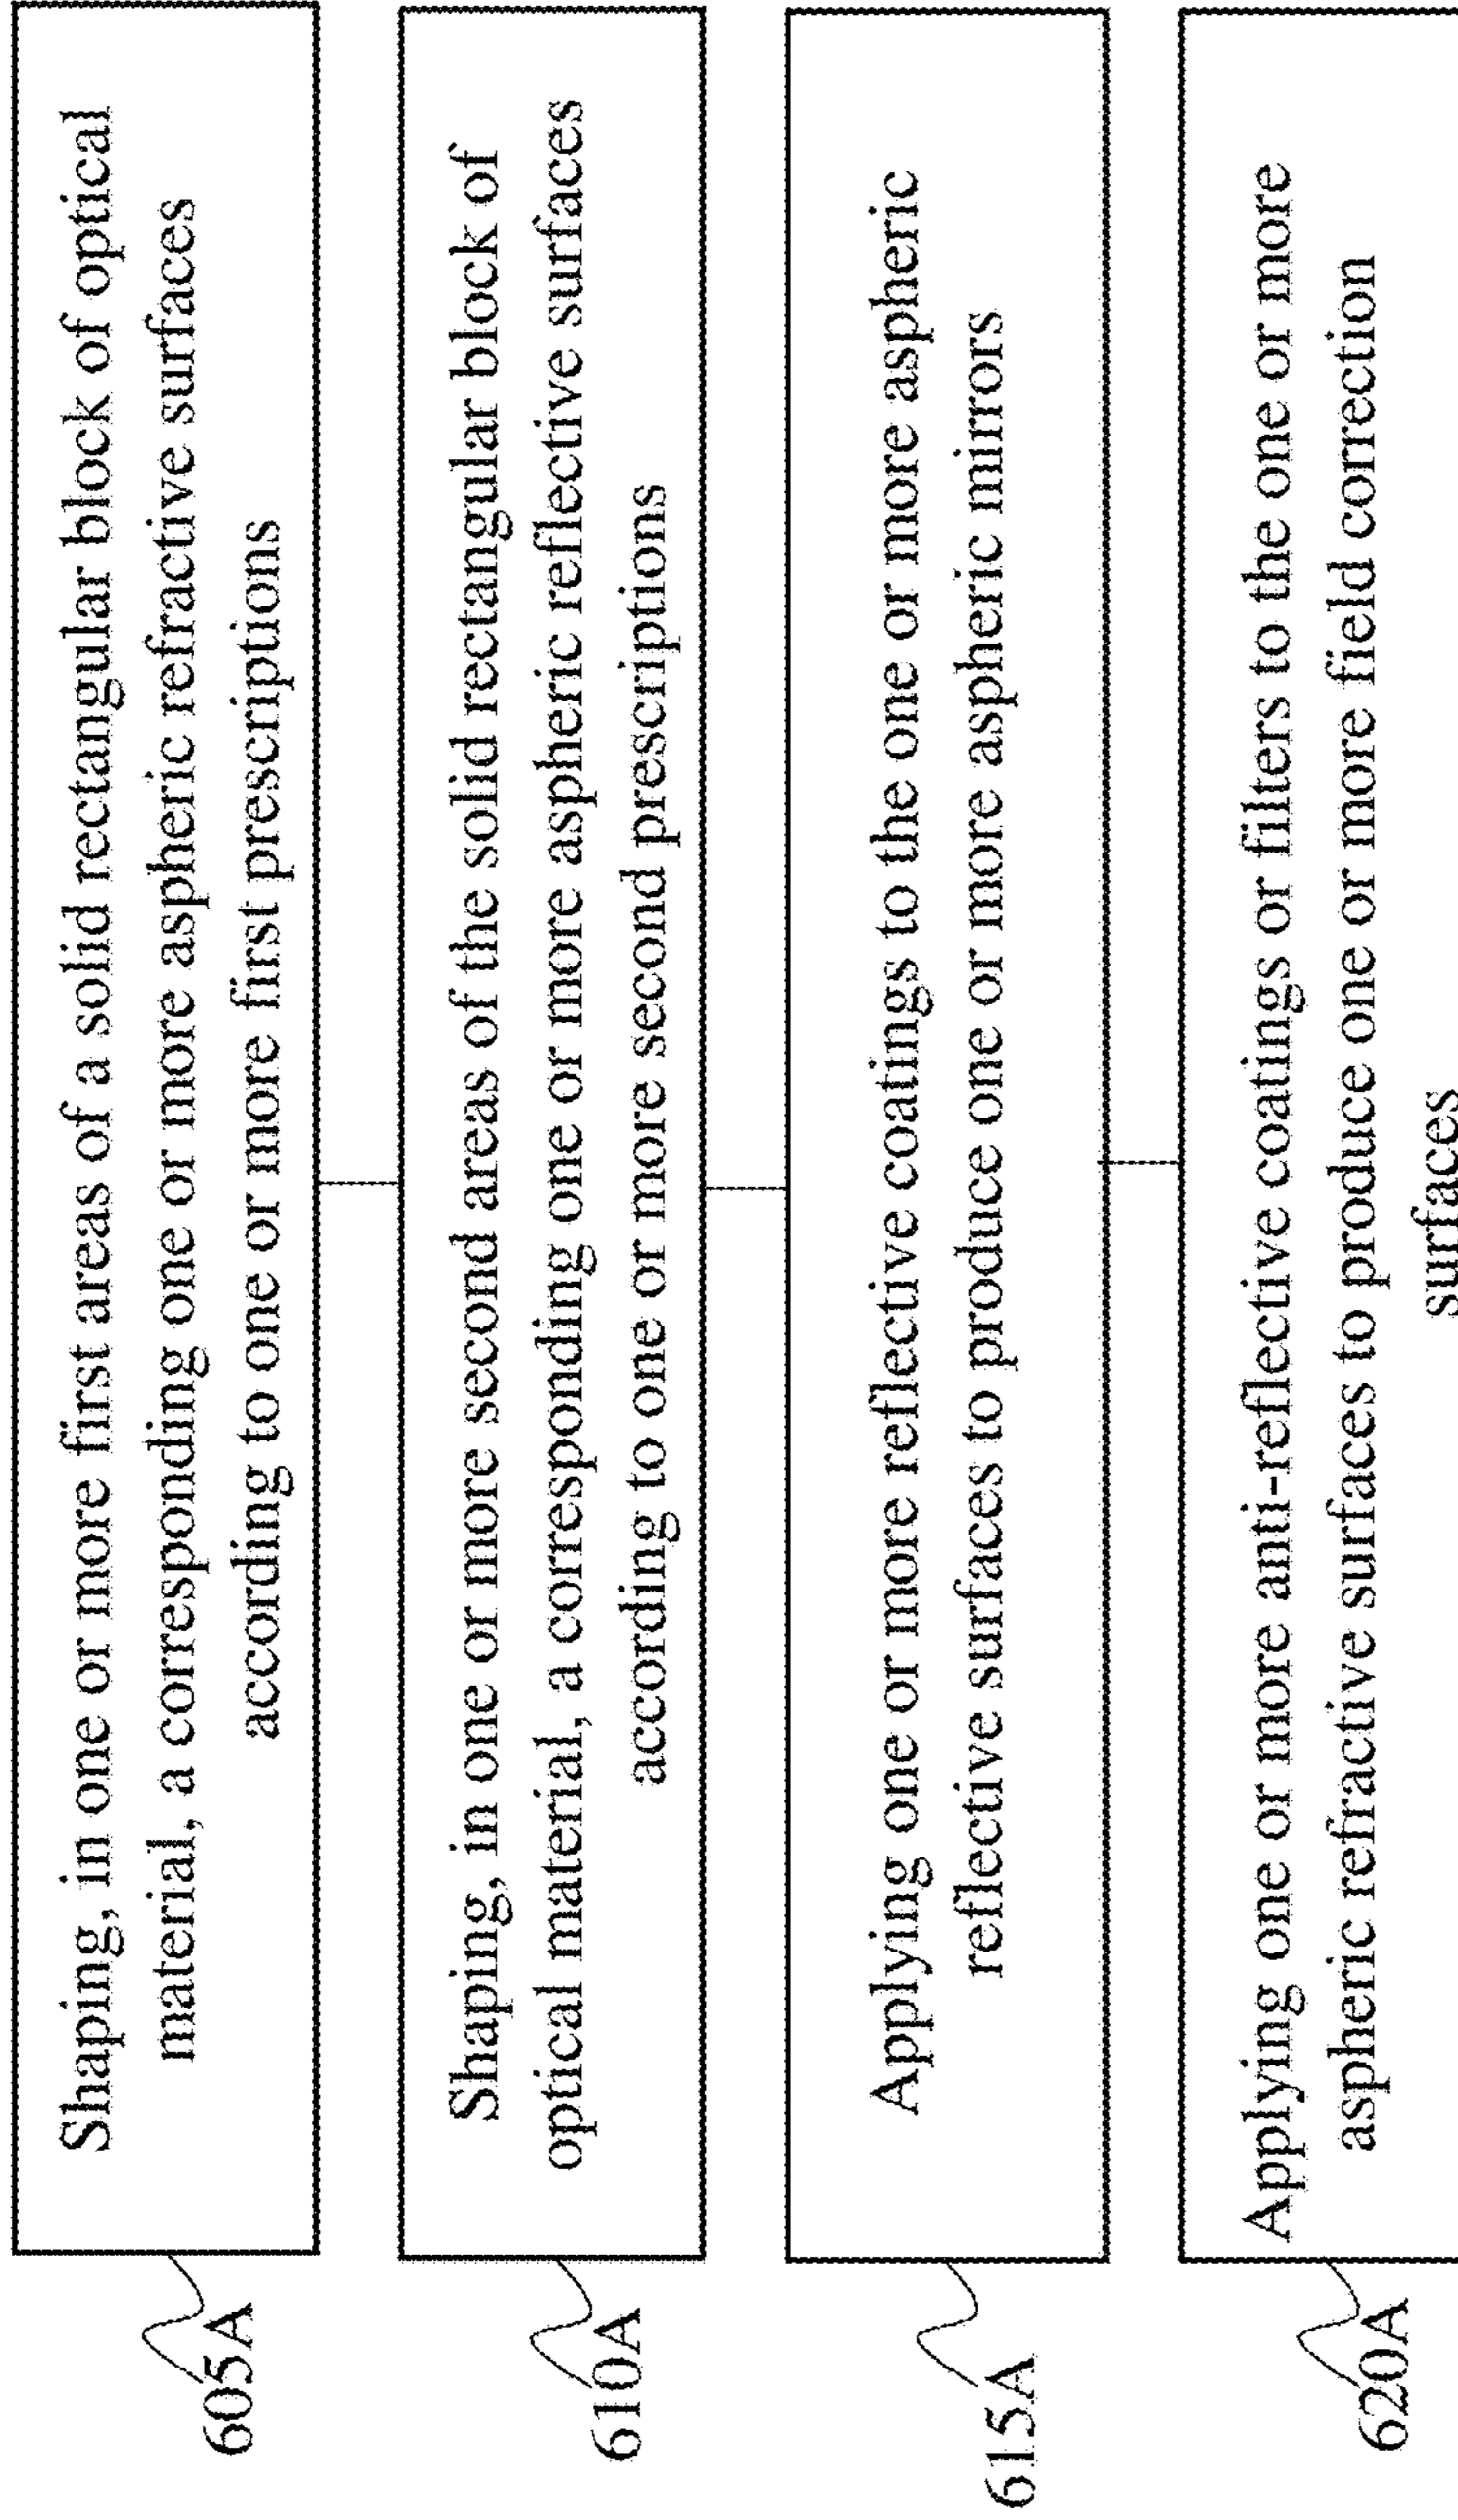 Shaping, in one or more first areas of a solid rectangular block of optical
material, a corresponding one or more aspheric refractive surfaces
according to one or more first prescriptions
605A
Shaping, in one or more second areas of the solid rectangular block of
optical material, a corresponding one or more aspheric reflective surfaces
according to one or more second prescriptions
610A
Applying one or more reflective coatings to the one or more aspheric
reflective surfaces to produce one or more aspheric mirrors
615A
Applying one or more anti-reflective coatings or filters to the one or more
aspheric refractive surfaces to produce one or more field correction
surfaces
620A